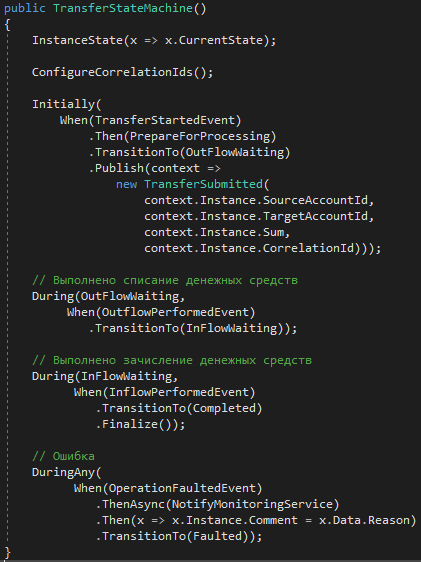 public TransferStateMachine()
{
InstanceState(x => x.CurrentState);
ConfigureCorrelationIds();
Initially(
When(TransferStartedEvent)
.Then(PrepareForProcessing)
.TransitionTo(OutFlowWaiting)
.Publish(context =>
new TransferSubmitted(
context.Instance.SourceAccountId,
context.Instance.TargetAccountId,
context.Instance.Sum,
context.Instance.CorrelationId)));
// Выполнено списание денежных средств
During(OutFlowWaiting,
When(OutflowPerformedEvent)
.TransitionTo(InFlowWaiting));
// Выполнено зачисление денежных средств
During(InFlowWaiting,
When(InflowPerformedEvent)
.TransitionTo(Completed)
.Finalize());
// Ошибка
DuringAny(
When(OperationFaultedEvent)
.ThenAsync(NotifyMonitoringService)
.Then(x => x.Instance.Comment = x.Data.Reason)
.TransitionTo(Faulted));
}